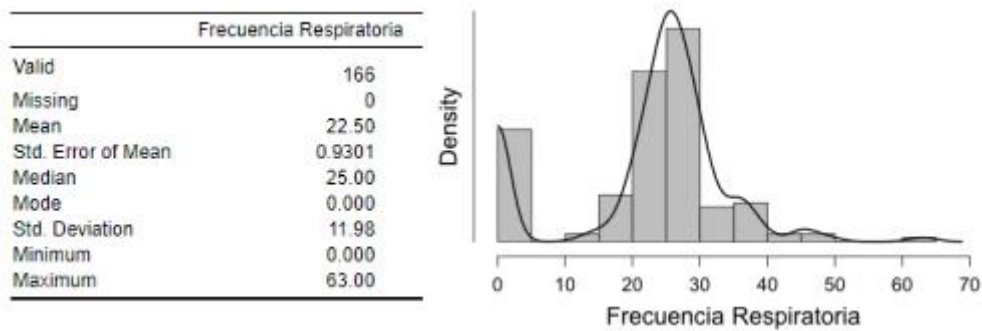 Frecuencia Respiratoria
Valid 166
Missing 0
Mean 22.50
Std. Error of Mean 0.9301
Median 25.00
Mode 0.000
Std. Deviation 11.98
Minimum 0.000
Maximum 63.00
Density
0 10 20 30 40 50 60 70
Frecuencia Respiratoria